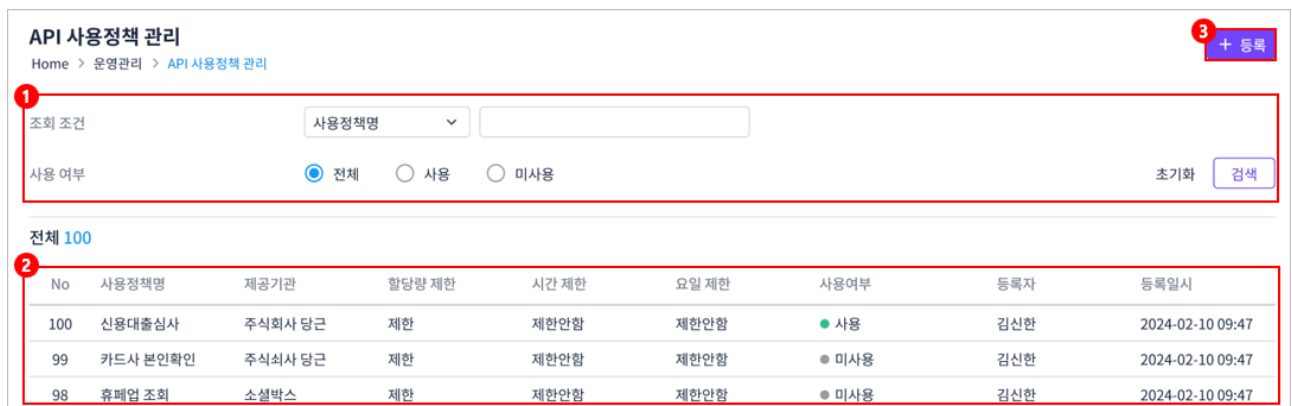 API 사용정책 관리
3
+ 등록
Home > 운영관리 > API 사용정책 관리
1
조회 조건 사용정책명
사용 여부 전체 사용 미사용 초기화 검색
전체 100
2
No 사용정책명 제공기관 할당량 제한 시간 제한 요일 제한 사용여부 등록자 등록일시
100 신용대출심사 주식회사 당근 제한 제한안함 제한안함 사용 김신한 2024-02-10 09:47
99 카드사 본인확인 주식쇠사 당근 제한 제한안함 제한안함 미사용 김신한 2024-02-10 09:47
98 휴폐업 조회 소셜박스 제한 제한안함 제한안함 미사용 김신한 2024-02-10 09:47